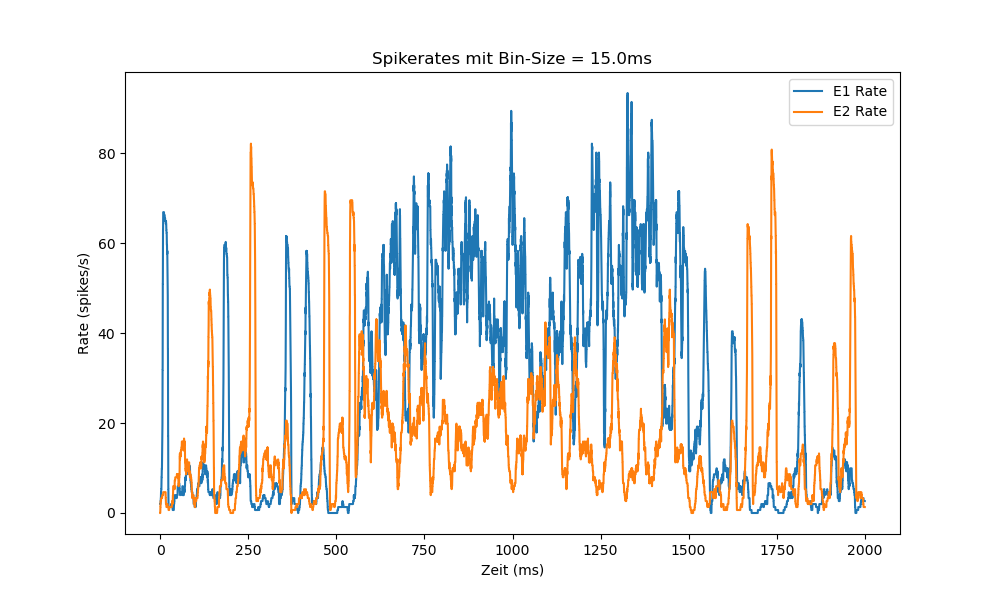 Spikerates mit Bin-Size = 15.0ms
E1 Rate
E2 Rate
Rate (spikes/s)
80
60
40
20
0
0 250 500 750 1000 1250 1500 1750 2000
Zeit (ms)